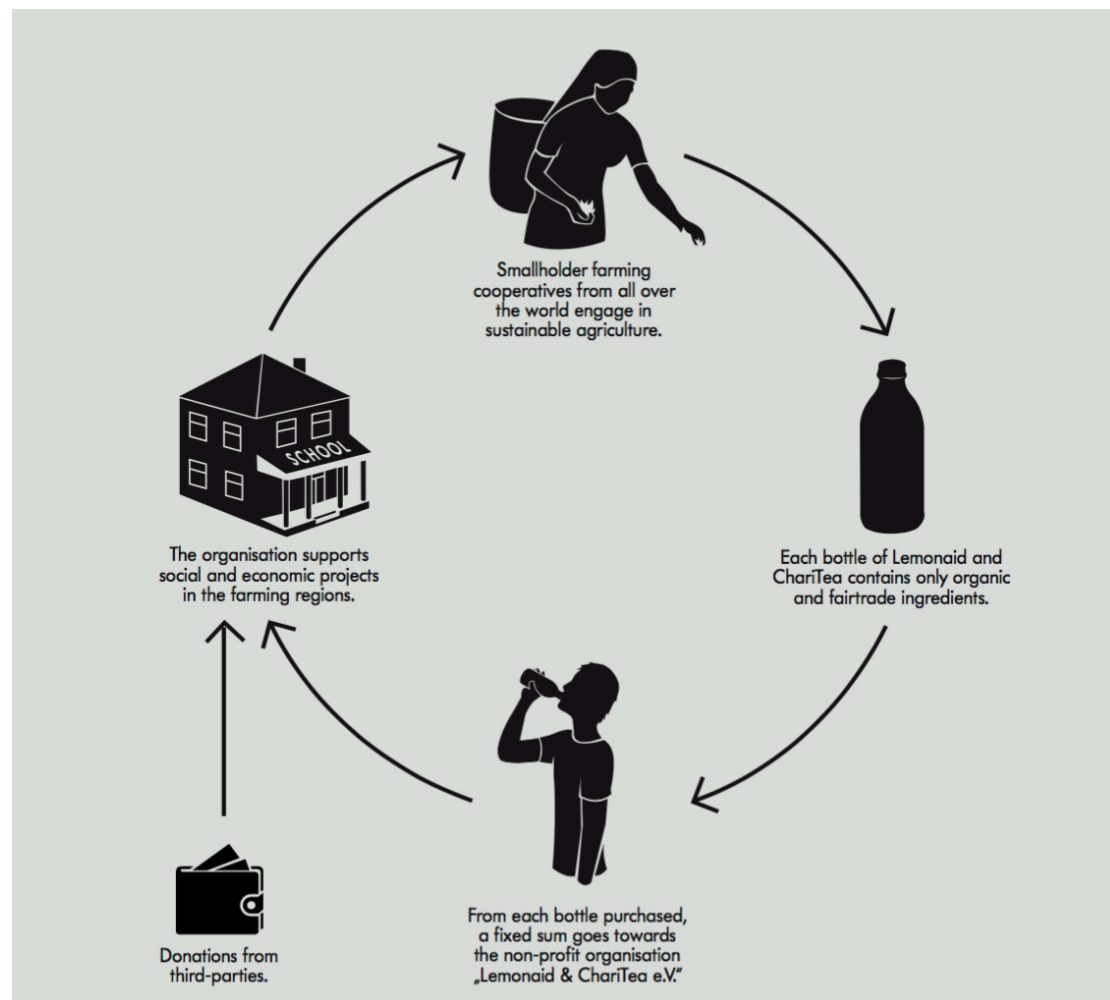 Smallholder farming
cooperatives from all over
the world engage in
sustainable agriculture.
SCHOOL
The organisation supports
social and economic projects
in the farming regions.
Each bottle of Lemonaid and
ChariTea contains only organic
and fairtrade ingredients.
From each bottle purchased,
a fixed sum goes towards
the non-profit organisation
„Lemonaid & ChariTea e.V.“
Donations from
third-parties.